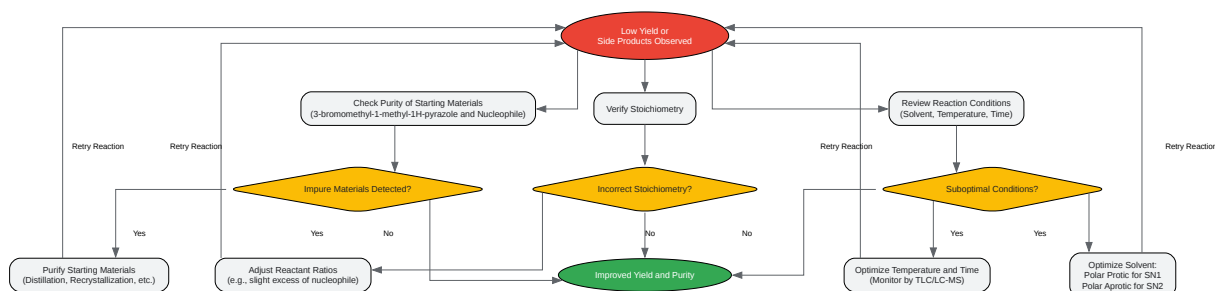 Low Yield or
Side Products Observed
Check Purity of Starting Materials
(3-bromomethyl-1-methyl-1H-pyrazole and Nucleophile)
Verify Stoichiometry
Review Reaction Conditions
(Solvent, Temperature, Time)
Retry Reaction
Retry Reaction
Retry Reaction
Retry Reaction
Impure Materials Detected?
Incorrect Stoichiometry?
Suboptimal Conditions?
Yes
Yes
No
No
No
Yes
Yes
Purify Starting Materials
(Distillation, Recrystallization, etc.)
Adjust Reactant Ratios
(e.g., slight excess of nucleophile)
Improved Yield and Purity
Optimize Temperature and Time
(Monitor by TLC/LC-MS)
Optimize Solvent:
Polar Protic for SN1
Polar Aprotic for SN2